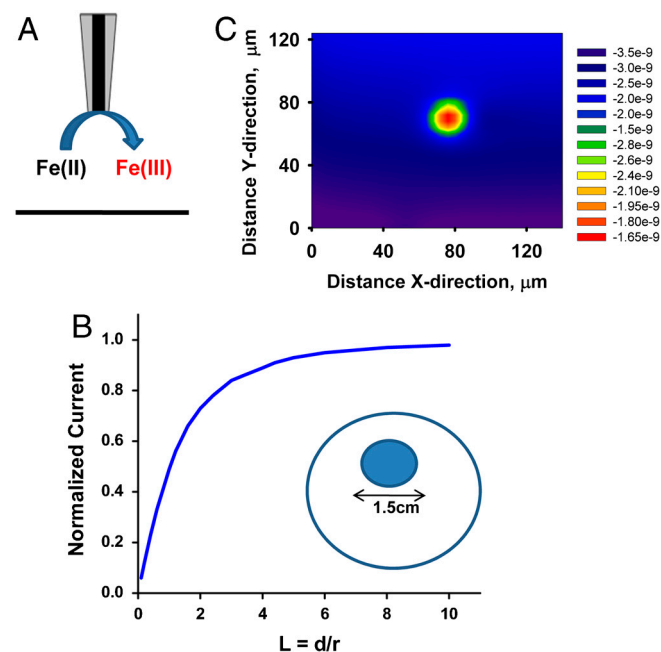 A
Fe(II)
Fe(III)
C
Distance Y-direction, μm
120
80
40
0
0
40
80
120
Distance X-direction, μm
-3.5e-9
-3.0e-9
-2.5e-9
-2.0e-9
-2.0e-9
-1.5e-9
-2.8e-9
-2.6e-9
-2.4e-9
-2.10e-9
-1.95e-9
-1.80e-9
-1.65e-9
B
Normalized Current
1.0
0.8
0.6
0.4
0.2
0.0
0
2
4
6
8
10
L = d/r
1.5cm